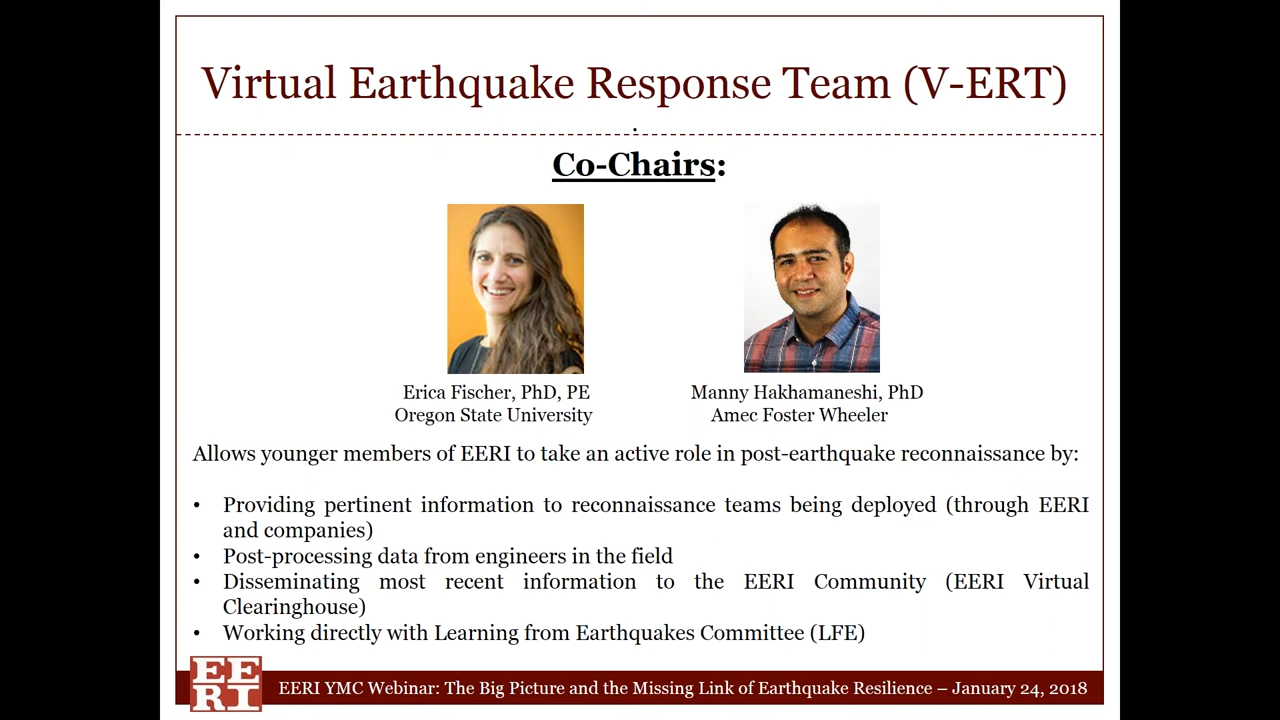 Virtual Earthquake Response Team (V-ERT)
.
Co-Chairs:
Erica Fischer, PhD, PE
Oregon State University
Manny Hakhamaneshi, PhD
Amec Foster Wheeler
Allows younger members of EERI to take an active role in post-earthquake reconnaissance by:
• Providing pertinent information to reconnaissance teams being deployed (through EERI
and companies)
• Post-processing data from engineers in the field
• Disseminating most recent information to the EERI Community (EERI Virtual
Clearinghouse)
• Working directly with Learning from Earthquakes Committee (LFE)
EE
RI
EERI YMC Webinar: The Big Picture and the Missing Link of Earthquake Resilience – January 24, 2018